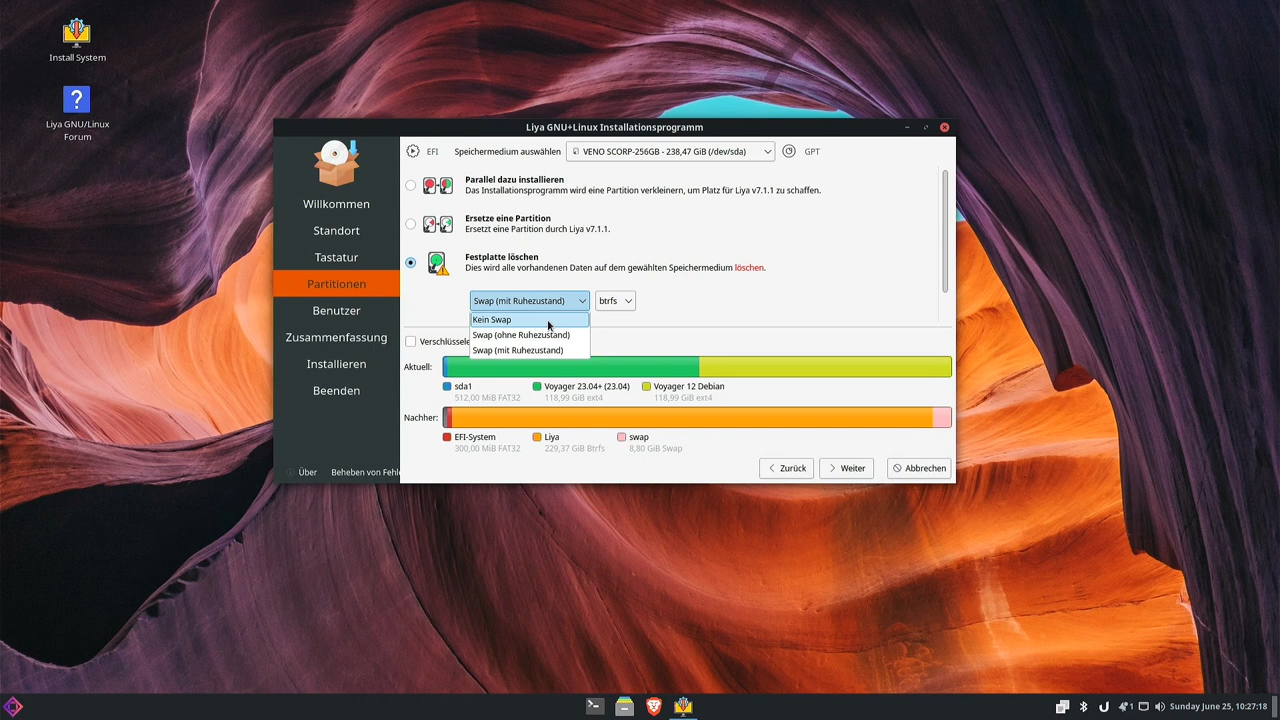 Install System
Liya GNU/Linux
Forum
Liya GNU+Linux Installationsprogramm
EFI
Speichermedium auswählen
VENO SCORP-256GB - 238,47 GiB (/dev/sda)
GPT
Willkommen
Standort
Tastatur
Partitionen
Benutzer
Zusammenfassung
Installieren
Beenden
Über
Beheben von Fehl
Parallel dazu installieren
Das Installationsprogramm wird eine Partition verkleinern, um Platz für Liya v7.1.1 zu schaffen.
Ersetze eine Partition
Ersetzt eine Partition durch Liya v7.1.1.
Festplatte löschen
Dies wird alle vorhandenen Daten auf dem gewählten Speichermedium löschen.
Swap (mit Ruhezustand)
btrfs
Kein Swap
Swap (ohne Ruhezustand)
Swap (mit Ruhezustand)
Verschlüssele
Aktuell:
sda1
512,00 MiB FAT32
Voyager 23.04+ (23.04)
118,99 GiB ext4
Voyager 12 Debian
118,99 GiB ext4
Nachher:
EFI-System
300,00 MiB FAT32
Liya
229,37 GiB Btrfs
swap
8,80 GiB Swap
Zurück
Weiter
Abbrechen
1
Sunday June 25, 10:27:18